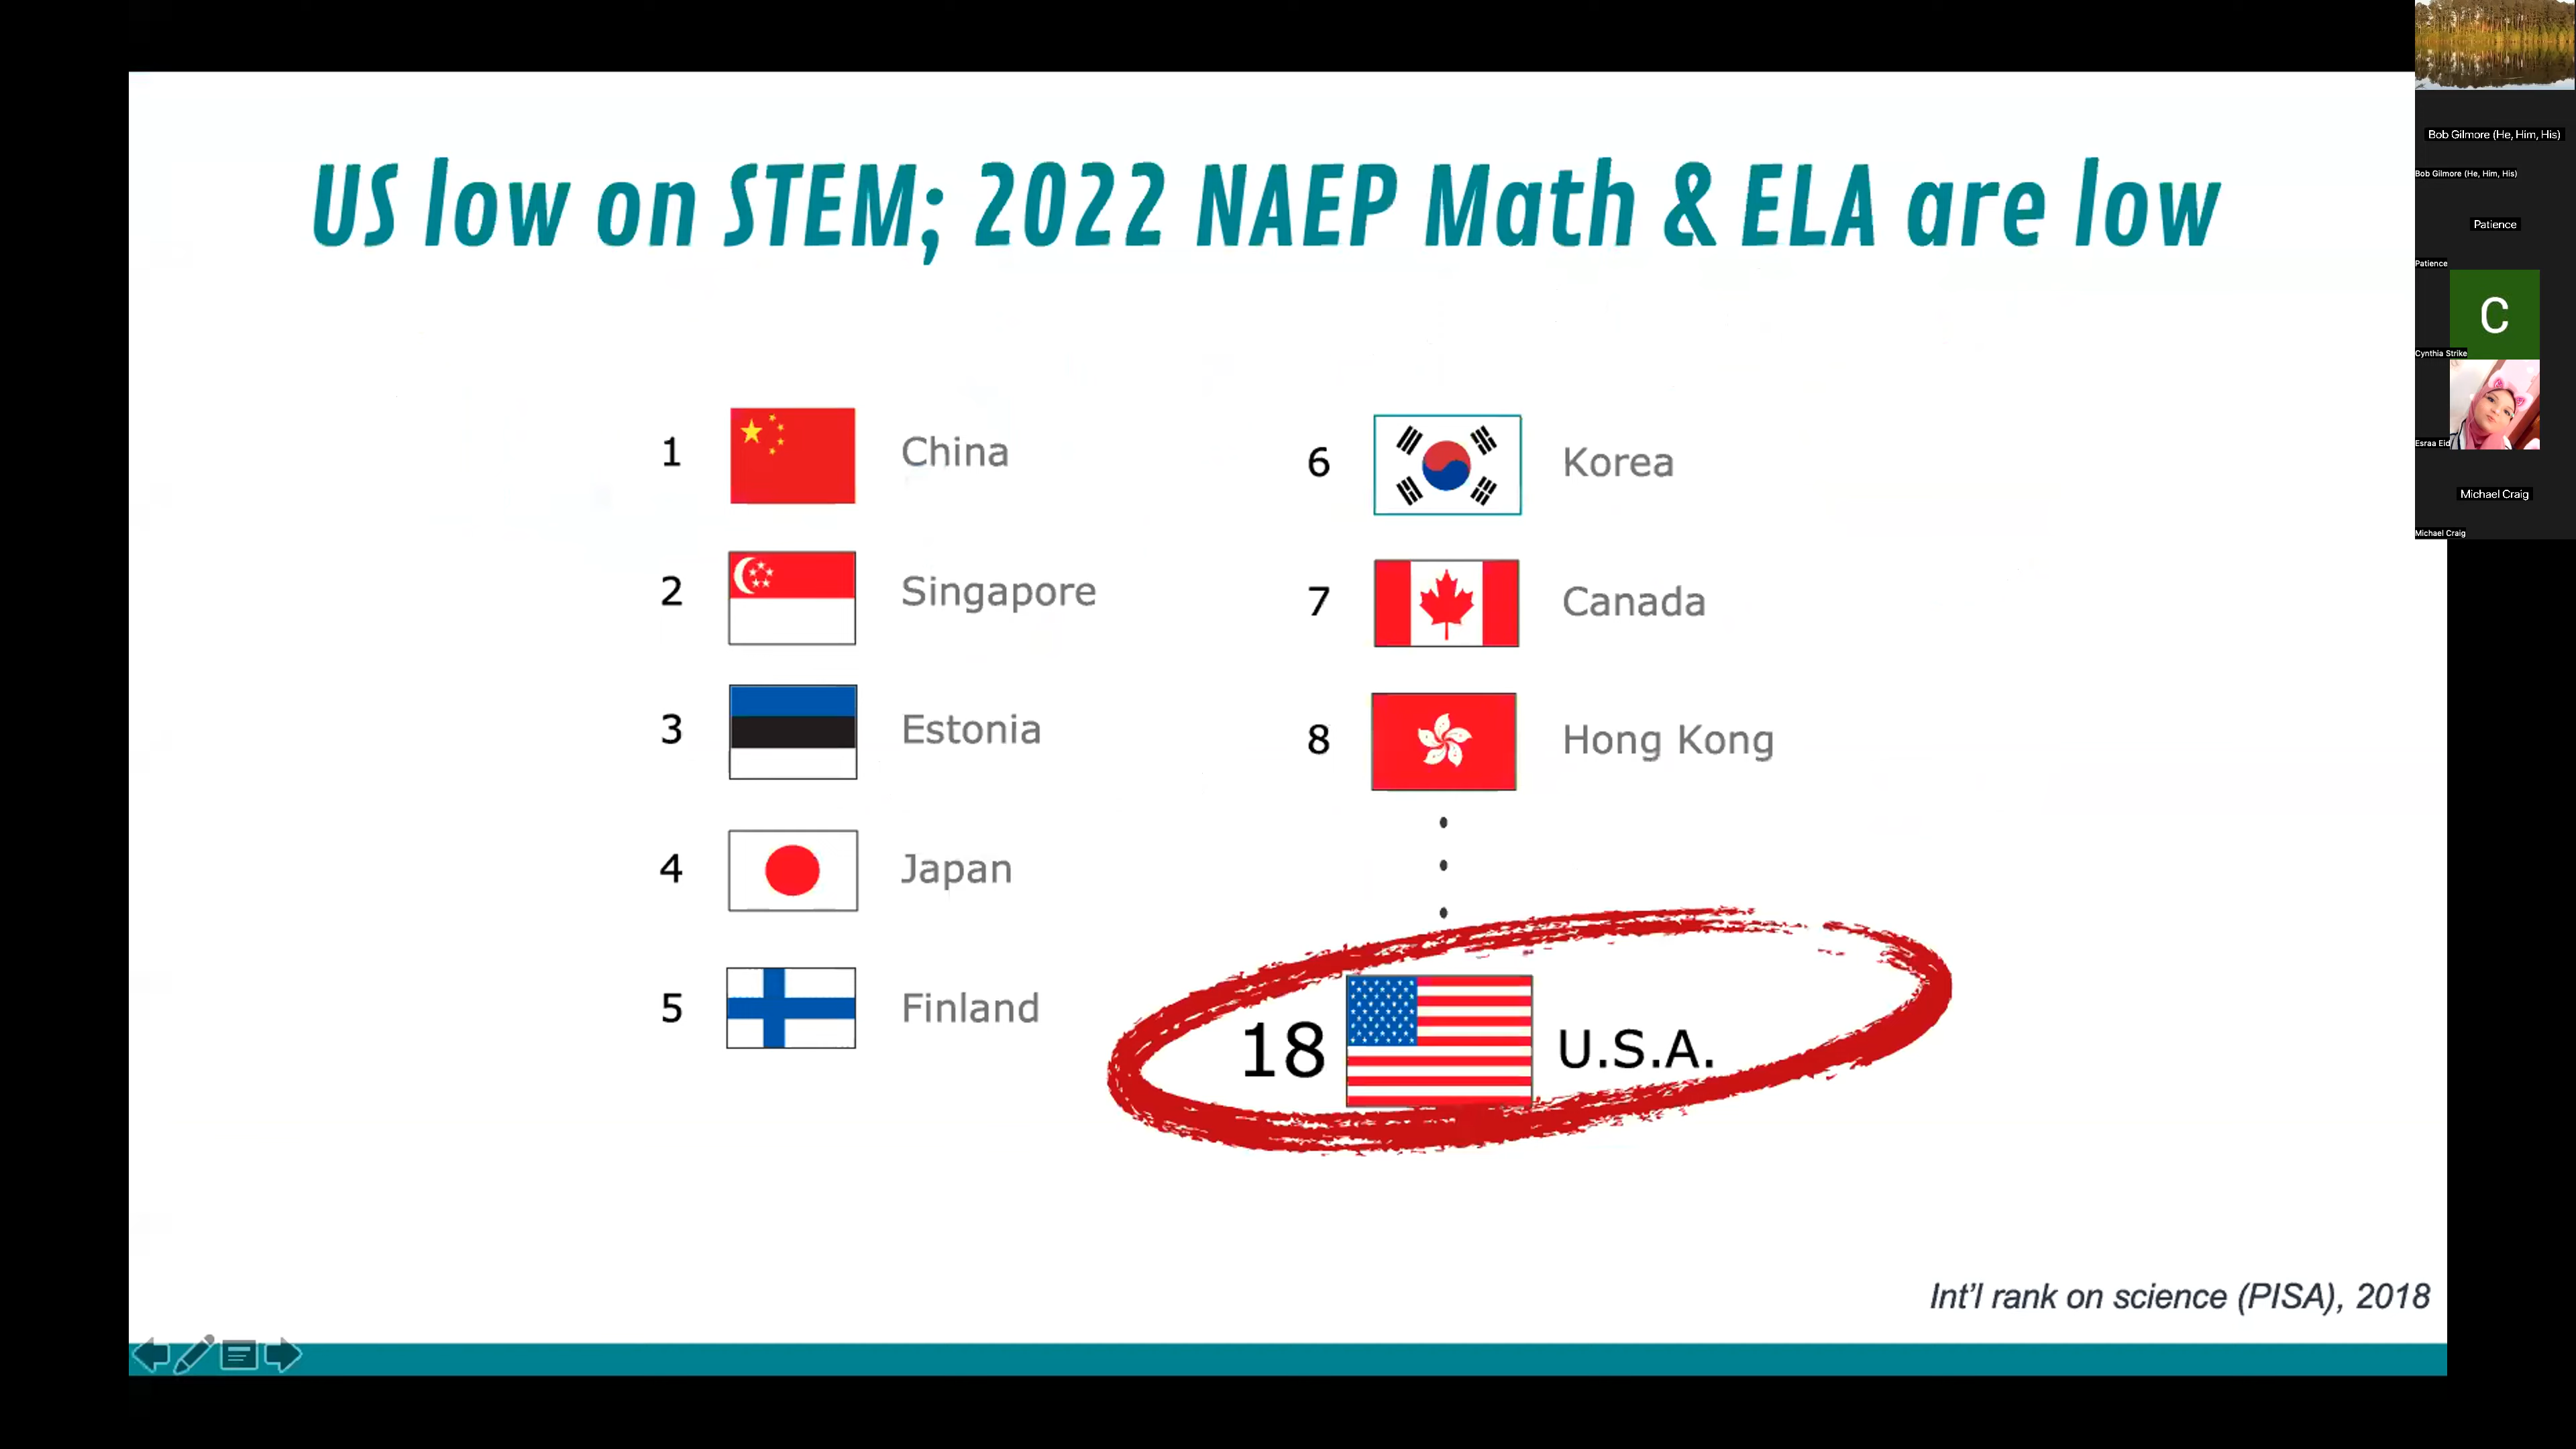 US low on STEM; 2022 NAEP Math & ELA are low
1 China
2 Singapore
3 Estonia
4 Japan
5 Finland
6 Korea
7 Canada
8 Hong Kong
18 U.S.A.
Int'l rank on science (PISA), 2018
Bob Gilmore (He, Him, His)
Bob Gilmore (He, Him, His)
Patience
Patience
C
Cynthia Strike
Esraa Eid
Michael Craig
Michael Craig